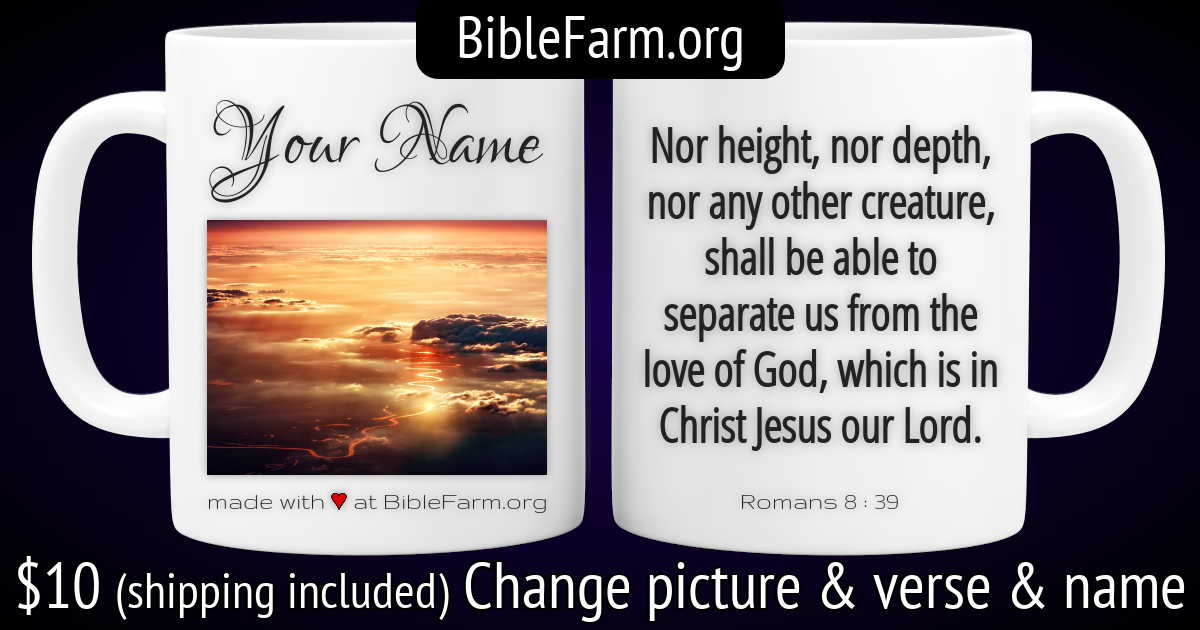 BibleFarm.org
Your Name
made with ♥ at BibleFarm.org
Nor height, nor depth,
nor any other creature,
shall be able to
separate us from the
love of God, which is in
Christ Jesus our Lord.
Romans 8 : 39
$10 (shipping included) Change picture & verse & name